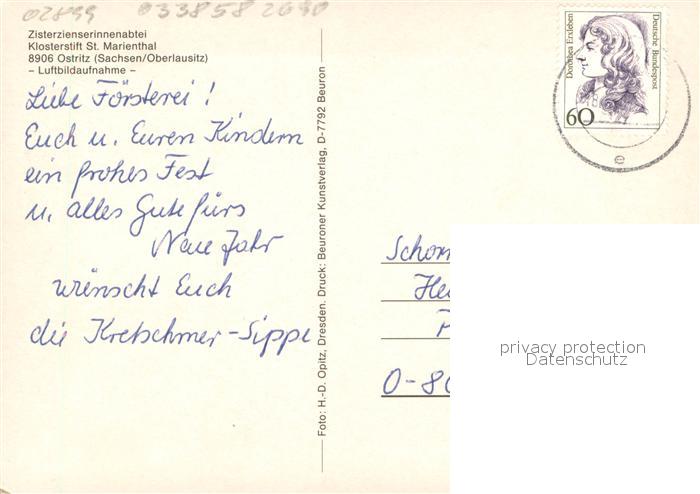 02899 033858 2690
Zisterzienserinnenabtei
Klosterstift St. Marienthal
8906 Ostritz (Sachsen/Oberlausitz)
– Luftbildaufnahme –
Liebe Försterei!
Euch u. Euren Kindern
ein frohes Fest
u. alles Gute fürs
Neue Jahr
wünscht Euch
die Kretschmer-Sippe
Foto: H.-D. Opitz, Dresden. Druck: Beuroner Kunstverlag, D-7792 Beuron
Dorothea Erxleben
Deutsche Bundespost
60
e
O-80
privacy protection
Datenschutz